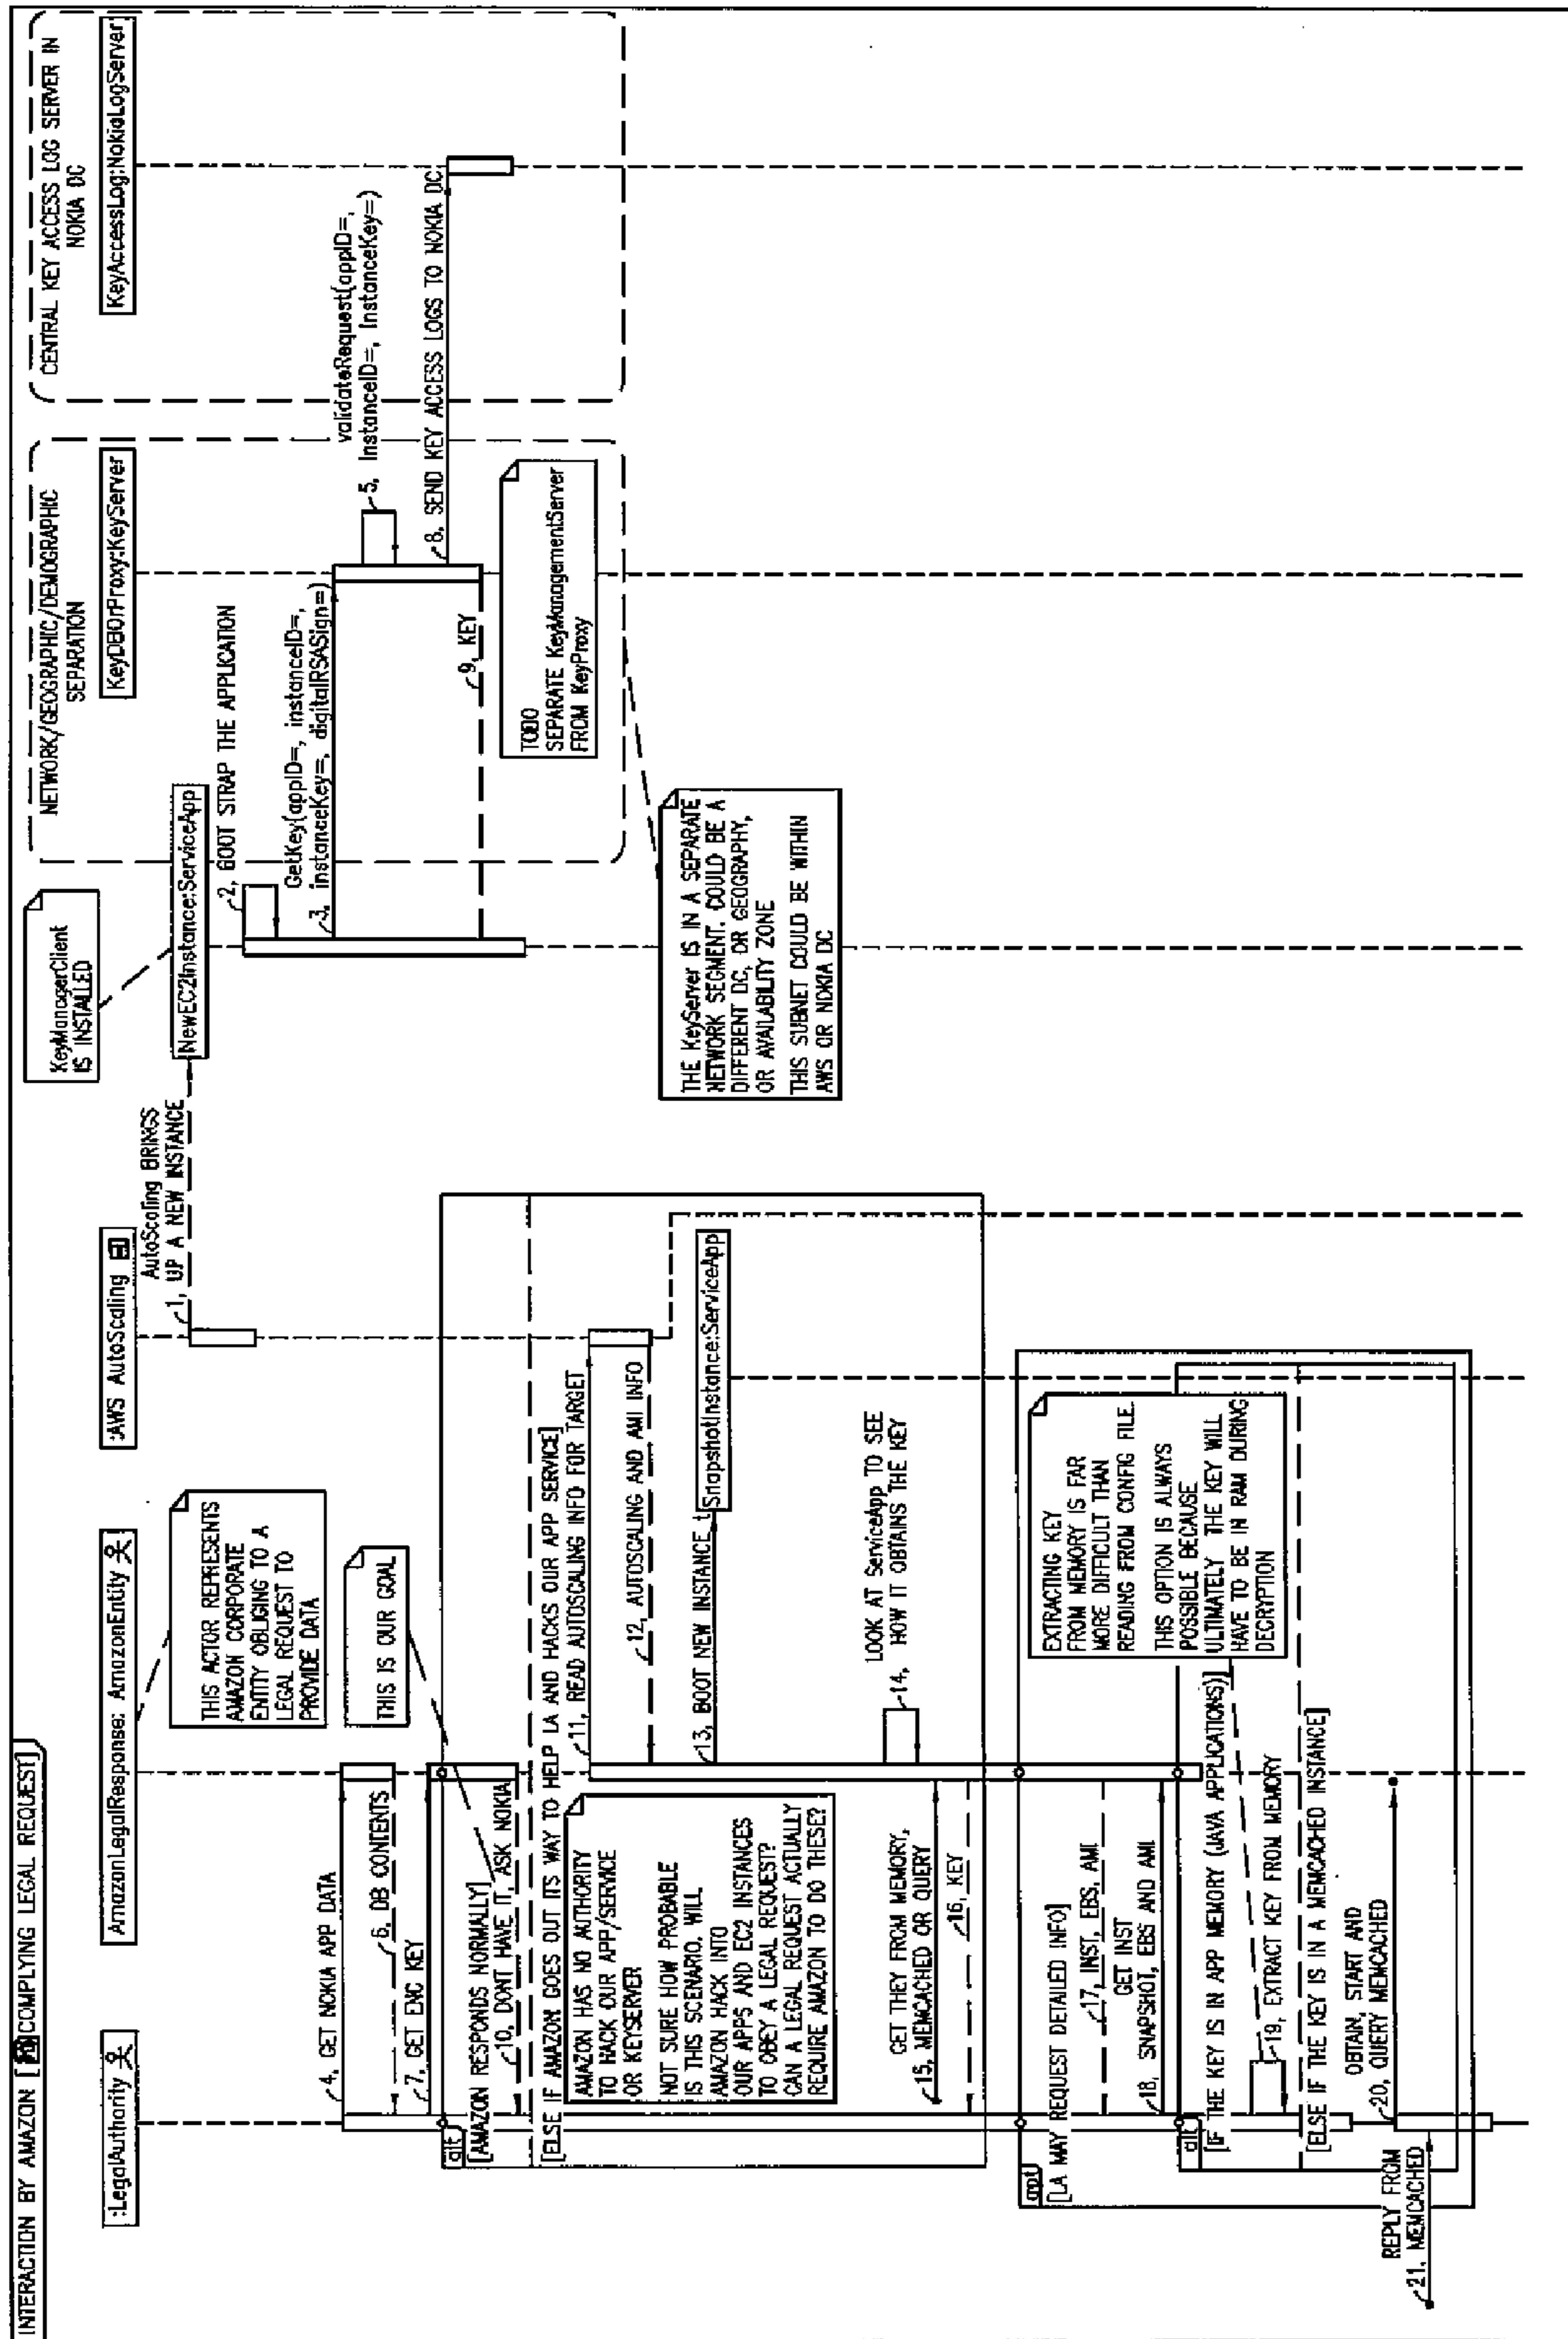 INTERACTION BY AMAZON [
COMPLYING LEGAL REQUEST]
:LegalAuthority
AmazonLegalResponse: AmazonEntity
:AWS AutoScaling
KeyManagerClient
IS INSTALLED
NewEC2Instance:ServiceApp
NETWORK/GEOGRAPHIC/DEMOGRAPHIC
SEPARATION
KeyDBOrProxy:KeyServer
CENTRAL KEY ACCESS LOG SERVER IN
NOKIA DC
KeyAccessLog:NokiaLogServer
THIS ACTOR REPRESENTS
AMAZON CORPORATE
ENTITY OBLIGING TO A
LEGAL REQUEST TO
PROVIDE DATA
AutoScaling BRINGS
1, UP A NEW INSTANCE
2, BOOT STRAP THE APPLICATION
GetKey(appID=, instanceID=,
3, instanceKey=, digitalRSASign=)
4, GET NOKIA APP DATA
validateRequest(appID=,
5, InstanceID=, InstanceKey=)
6, DB CONTENTS
7, GET ENC KEY
8, SEND KEY ACCESS LOGS TO NOKIA DC
9, KEY
THIS IS OUR GOAL
alt
[AMAZON RESPONDS NORMALLY]
10, DONT HAVE IT, ASK NOKIA
TODO
SEPARATE KeyManagementServer
FROM KeyProxy
[ELSE IF AMAZON GOES OUT ITS WAY TO HELP LA AND HACKS OUR APP SERVICE]
11, READ AUTOSCALING INFO FOR TARGET
12, AUTOSCALING AND AMI INFO
AMAZON HAS NO AUTHORITY
TO HACK OUR APP/SERVICE
OR KEYSERVER
NOT SURE HOW PROBABLE
IS THIS SCENARIO. WILL
AMAZON HACK INTO
OUR APPS AND EC2 INSTANCES
TO OBEY A LEGAL REQUEST?
CAN A LEGAL REQUEST ACTUALLY
REQUIRE AMAZON TO DO THESE?
13, BOOT NEW INSTANCE
SnapshotInstance:ServiceApp
THE KeyServer IS IN A SEPARATE
NETWORK SEGMENT. COULD BE A
DIFFERENT DC, OR GEOGRAPHY,
OR AVAILABILITY ZONE
THIS SUBNET COULD BE WITHIN
AWS OR NOKIA DC
LOOK AT ServiceApp TO SEE
14, HOW IT OBTAINS THE KEY
GET THEY FROM MEMORY,
15, MEMCACHED OR QUERY
16, KEY
opt
[LA MAY REQUEST DETAILED INFO]
17, INST, EBS, AMI
GET INST
18, SNAPSHOT, EBS AND AMI
EXTRACTING KEY
FROM MEMORY IS FAR
MORE DIFFICULT THAN
READING FROM CONFIG FILE.
THIS OPTION IS ALWAYS
POSSIBLE BECAUSE
ULTIMATELY THE KEY WILL
HAVE TO BE IN RAM DURING
DECRYPTION
alt
[IF THE KEY IS IN APP MEMORY (JAVA APPLICATIONS)]
19, EXTRACT KEY FROM MEMORY
[ELSE IF THE KEY IS IN A MEMCACHED INSTANCE]
OBTAIN, START AND
20, QUERY MEMCACHED
REPLY FROM
21, MEMCACHED